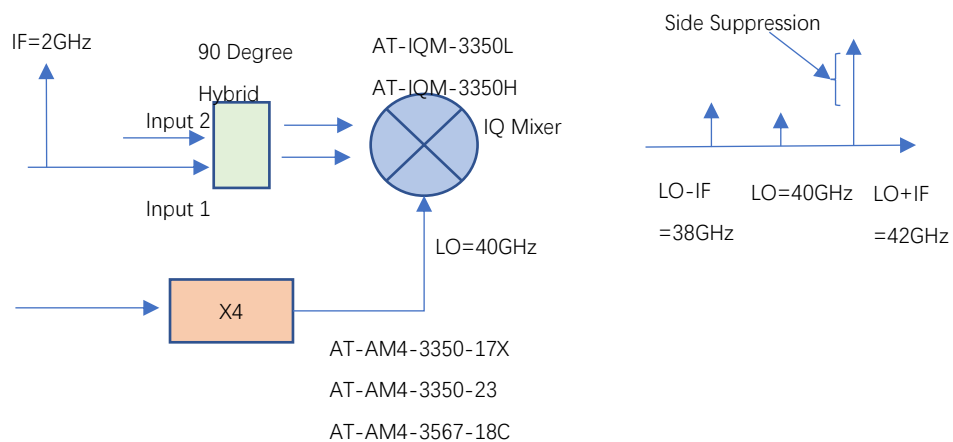 IF=2GHz
90 Degree
Hybrid
Input 2
Input 1
AT-IQM-3350L
AT-IQM-3350H
IQ Mixer
LO=40GHz
X4
AT-AM4-3350-17X
AT-AM4-3350-23
AT-AM4-3567-18C
Side Suppression
LO-IF
=38GHz
LO=40GHz
LO+IF
=42GHz